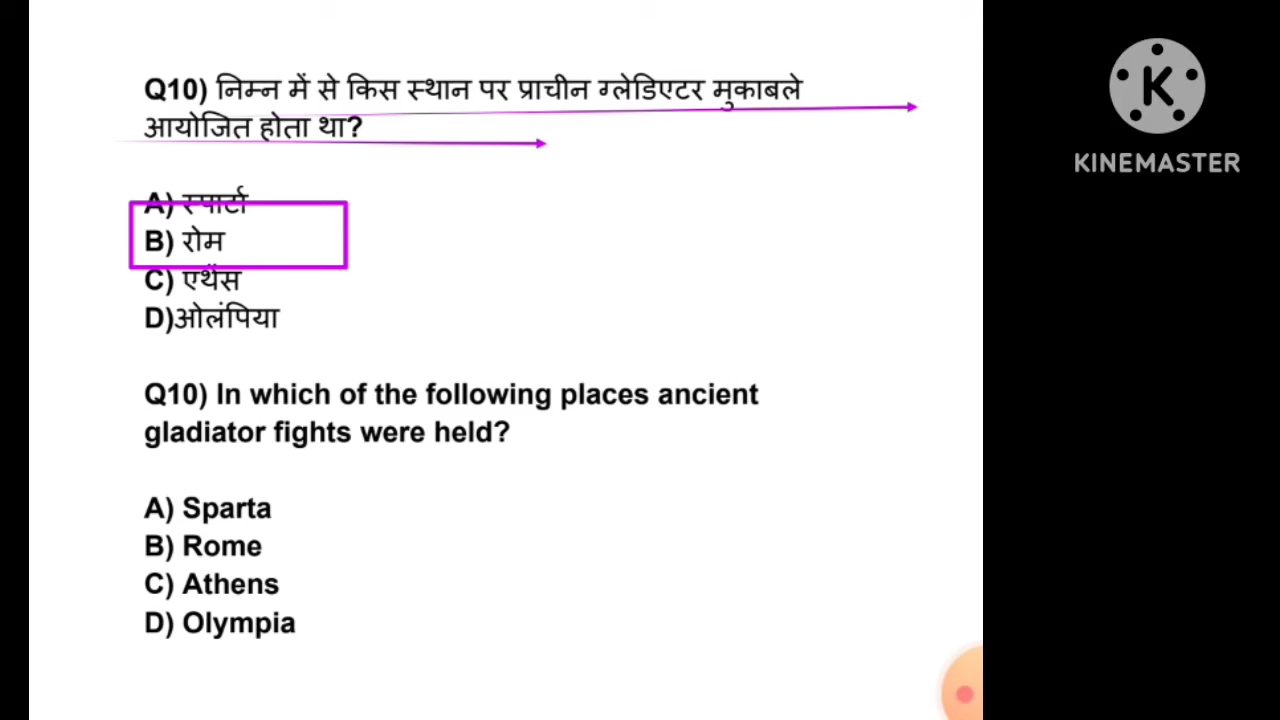 Q10) निम्न में से किस स्थान पर प्राचीन ग्लेडिएटर मुकाबले
आयोजित होता था?
A) स्पार्टा
B) रोम
C) एथेंस
D)ओलंपिया
Q10) In which of the following places ancient
gladiator fights were held?
A) Sparta
B) Rome
C) Athens
D) Olympia
K
KINEMASTER